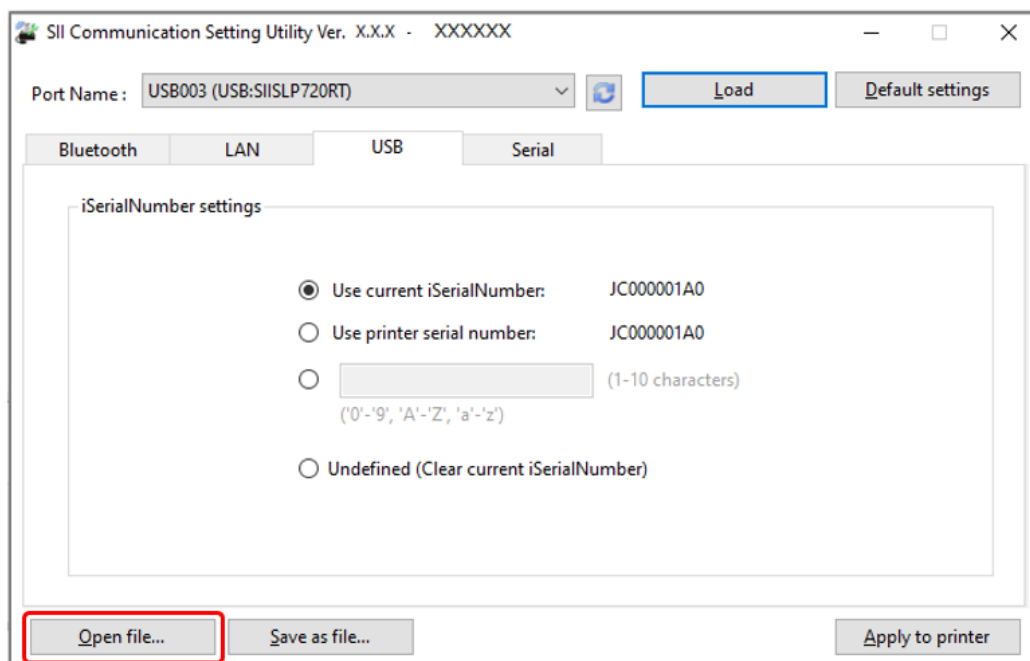 SII Communication Setting Utility Ver. X.X.X - XXXXXX
Port Name : USB003 (USB:SIISLP720RT) Load Default settings
Bluetooth LAN USB Serial
iSerialNumber settings
Use current iSerialNumber: JC000001A0
Use printer serial number: JC000001A0
(1-10 characters)
('0'-'9', 'A'-'Z', 'a'-'z')
Undefined (Clear current iSerialNumber)
Open file... Save as file... Apply to printer